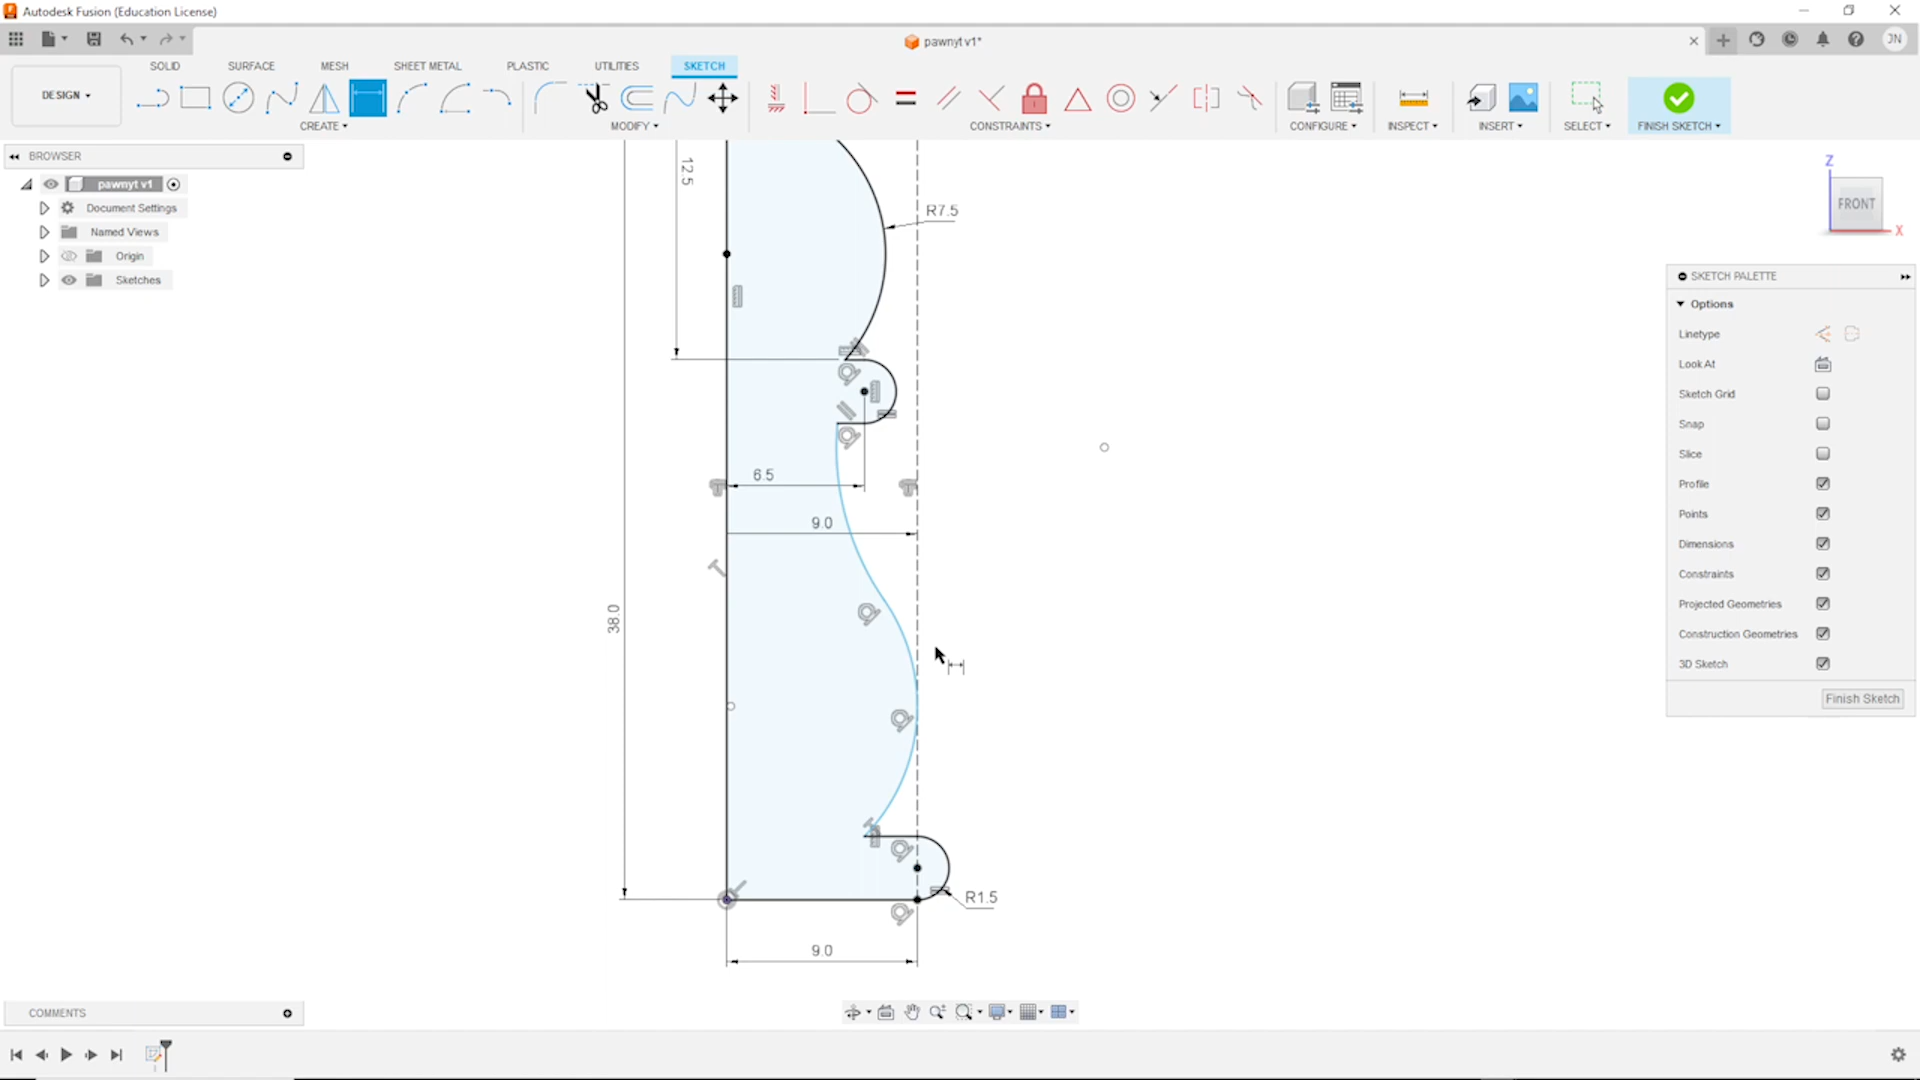 Autodesk Fusion (Education License)
pawnyt v1*
JN
DESIGN
SOLID
SURFACE
MESH
SHEET METAL
PLASTIC
UTILITIES
SKETCH
CREATE
MODIFY
CONSTRAINTS
CONFIGURE
INSPECT
INSERT
SELECT
FINISH SKETCH
BROWSER
pawnyt v1
Document Settings
Named Views
Origin
Sketches
12.5
R7.5
6.5
9.0
38.0
R1.5
9.0
Z
FRONT
X
SKETCH PALETTE
Options
Linetype
Look At
Sketch Grid
Snap
Slice
Profile
Points
Dimensions
Constraints
Projected Geometries
Construction Geometries
3D Sketch
Finish Sketch
COMMENTS